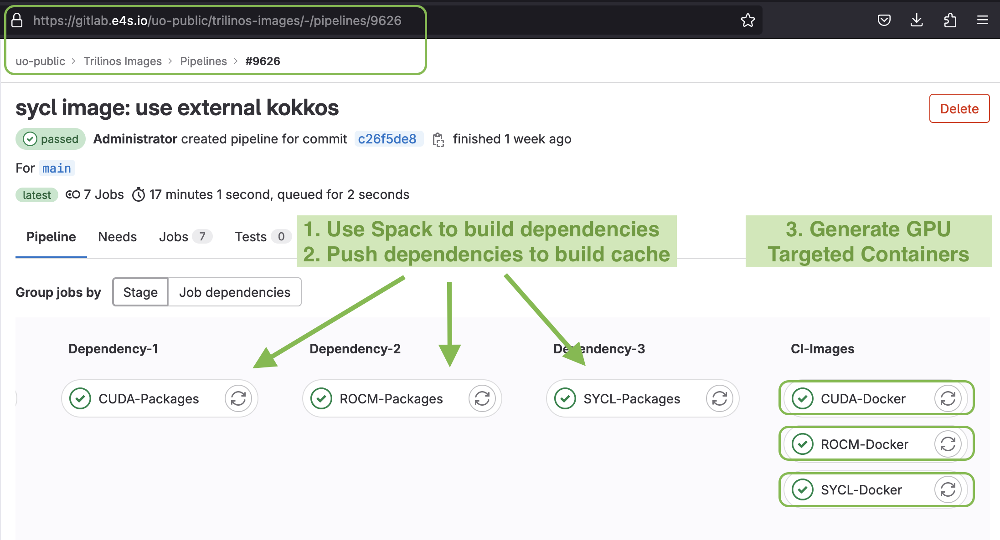 https://gitlab.e4s.io/uo-public/trilinos-images/-/pipelines/9626
uo-public > Trilinos Images > Pipelines > #9626
sycl image: use external kokkos
Delete
passed Administrator created pipeline for commit c26f5de8 finished 1 week ago
For main
latest 7 Jobs 17 minutes 1 second, queued for 2 seconds
Pipeline Needs Jobs 7 Tests 0
1. Use Spack to build dependencies
2. Push dependencies to build cache
3. Generate GPU
Targeted Containers
Group jobs by Stage Job dependencies
Dependency-1 Dependency-2 Dependency-3 CI-Images
CUDA-Packages ROCM-Packages SYCL-Packages CUDA-Docker
ROCM-Docker
SYCL-Docker